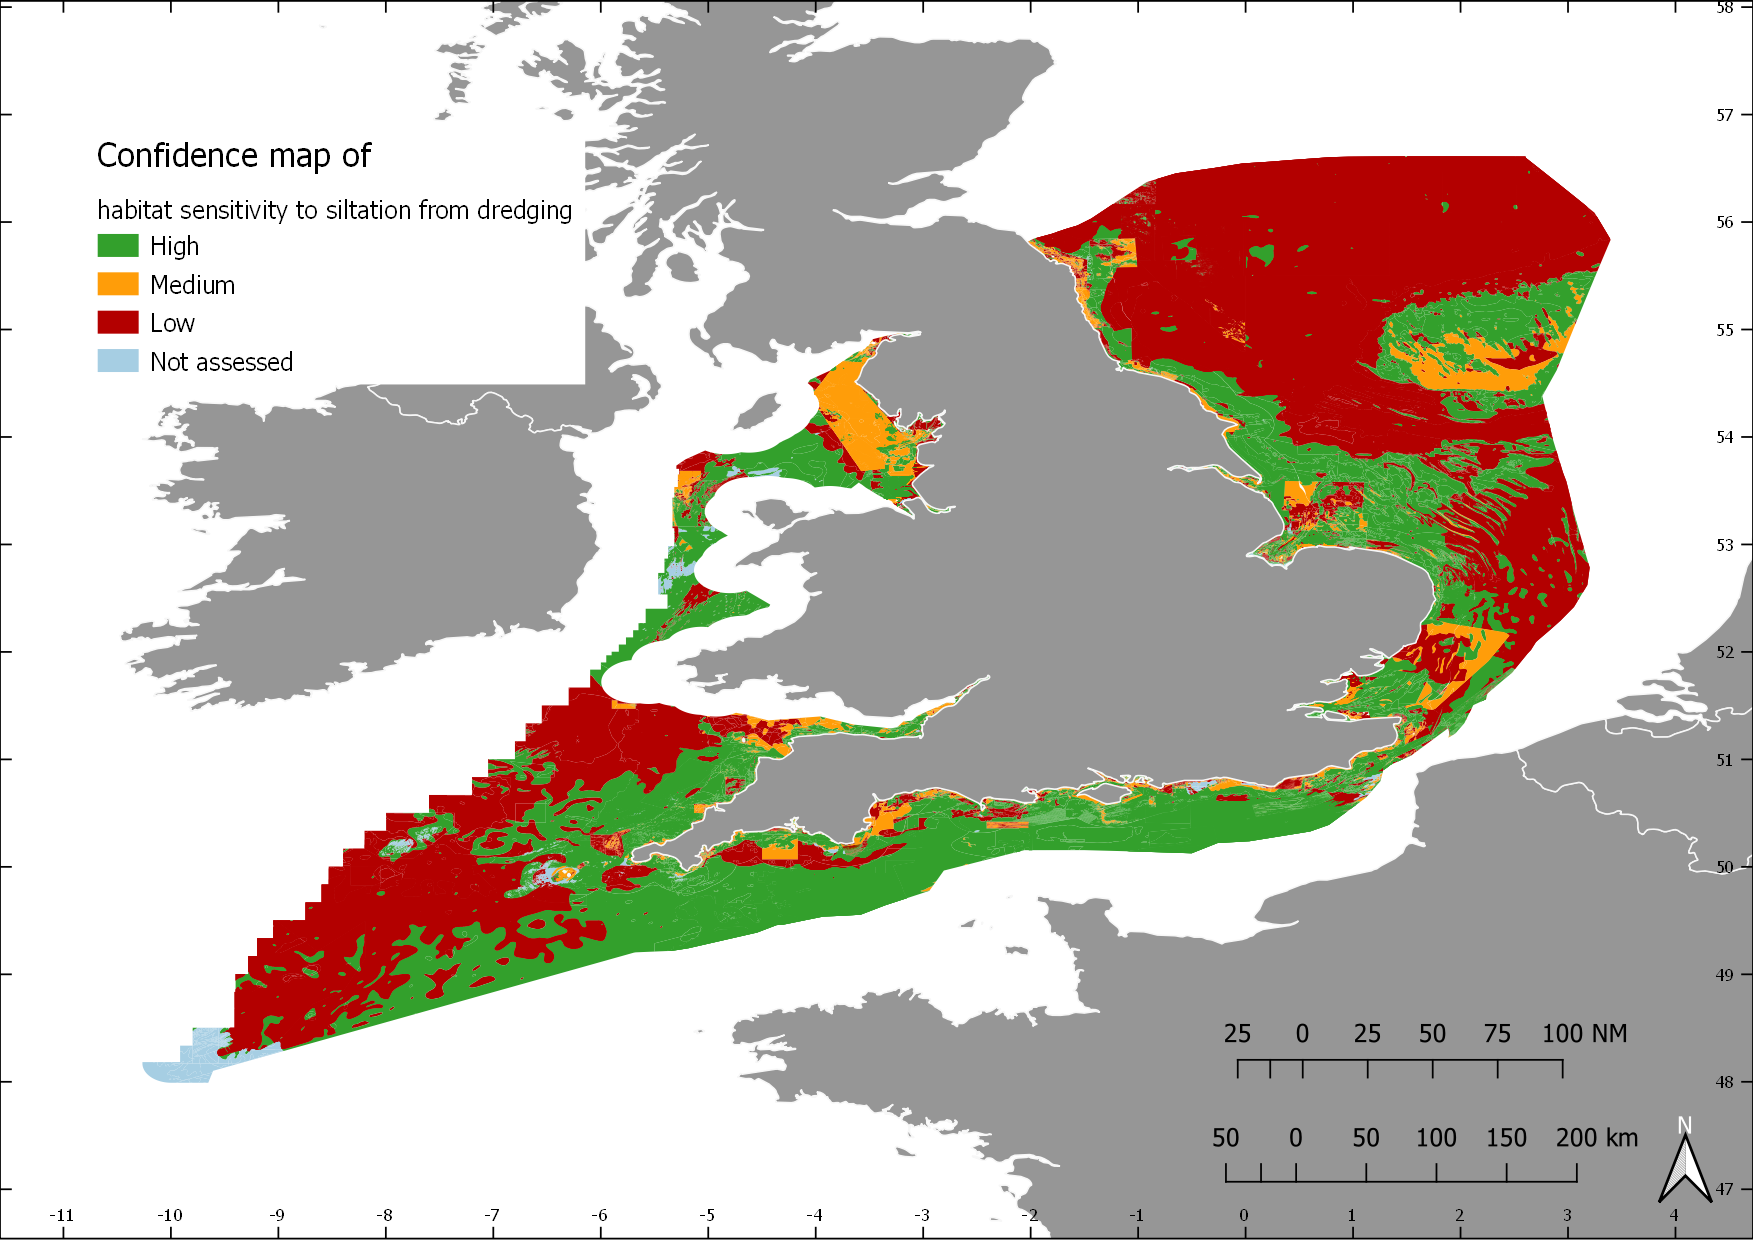 Confidence map of
habitat sensitivity to siltation from dredging
High
Medium
Low
Not assessed
58
57
56
55
54
53
52
51
50
49
48
47
25 0 25 50 75 100 NM
50 0 50 100 150 200 km
N
-11 -10 -9 -8 -7 -6 -5 -4 -3 -2 -1 0 1 2 3 4